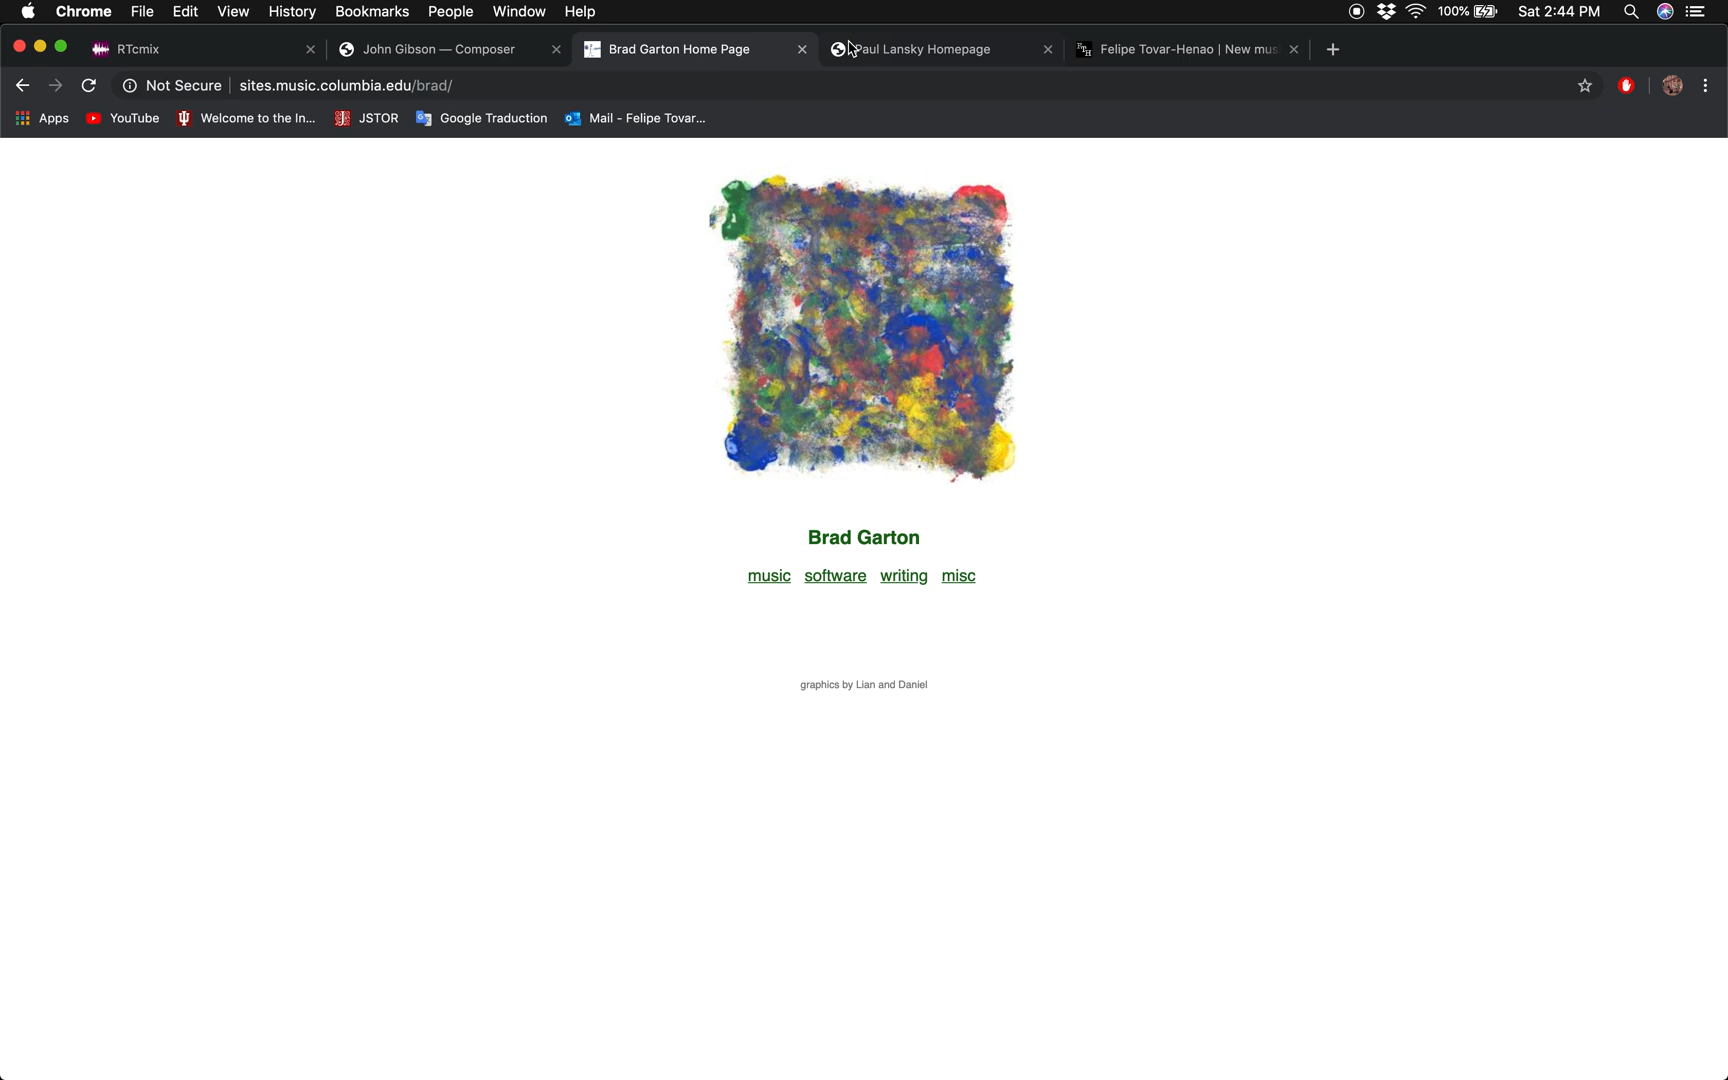 Chrome File Edit View History Bookmarks People Window Help 100% Sat 2:44 PM
RTcmix John Gibson — Composer Brad Garton Home Page Paul Lansky Homepage Felipe Tovar-Henao | New mus
Not Secure sites.music.columbia.edu/brad/
Apps YouTube Welcome to the In... JSTOR Google Traduction Mail - Felipe Tovar...
Brad Garton
music software writing misc
graphics by Lian and Daniel